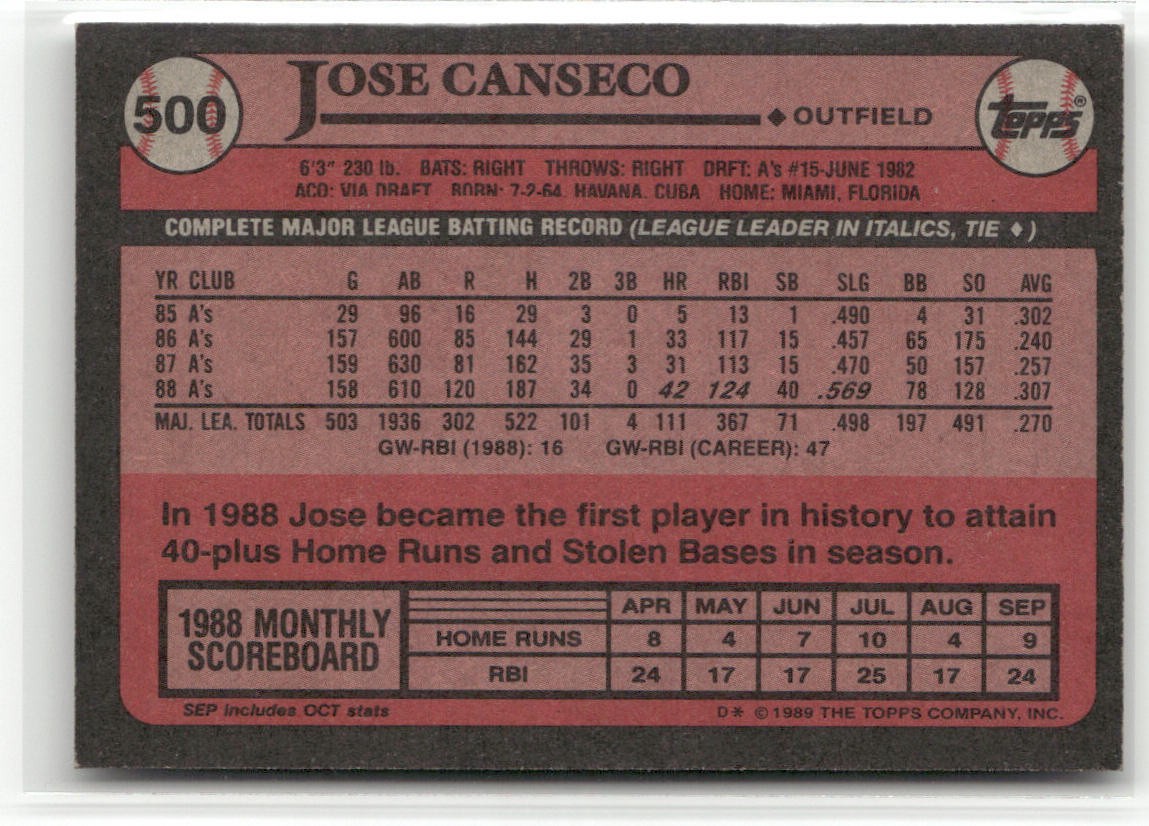 500
JOSE CANSECO
♦ OUTFIELD
Topps®
6'3" 230 lb. BATS: RIGHT THROWS: RIGHT DRFT: A's #15-JUNE 1982
ACQ: VIA DRAFT BORN: 7-2-64, HAVANA, CUBA HOME: MIAMI, FLORIDA
COMPLETE MAJOR LEAGUE BATTING RECORD (LEAGUE LEADER IN ITALICS, TIE ♦)
YR CLUB G AB R H 2B 3B HR RBI SB SLG BB SO AVG
85 A's 29 96 16 29 3 0 5 13 1 .490 4 31 .302
86 A's 157 600 85 144 29 1 33 117 15 .457 65 175 .240
87 A's 159 630 81 162 35 3 31 113 15 .470 50 157 .257
88 A's 158 610 120 187 34 0 42 124 40 .569 78 128 .307
MAJ. LEA. TOTALS 503 1936 302 522 101 4 111 367 71 .498 197 491 .270
GW-RBI (1988): 16 GW-RBI (CAREER): 47
In 1988 Jose became the first player in history to attain
40-plus Home Runs and Stolen Bases in season.
1988 MONTHLY
SCOREBOARD
APR MAY JUN JUL AUG SEP
HOME RUNS 8 4 7 10 4 9
RBI 24 17 17 25 17 24
SEP includes OCT stats
D* © 1989 THE TOPPS COMPANY, INC.